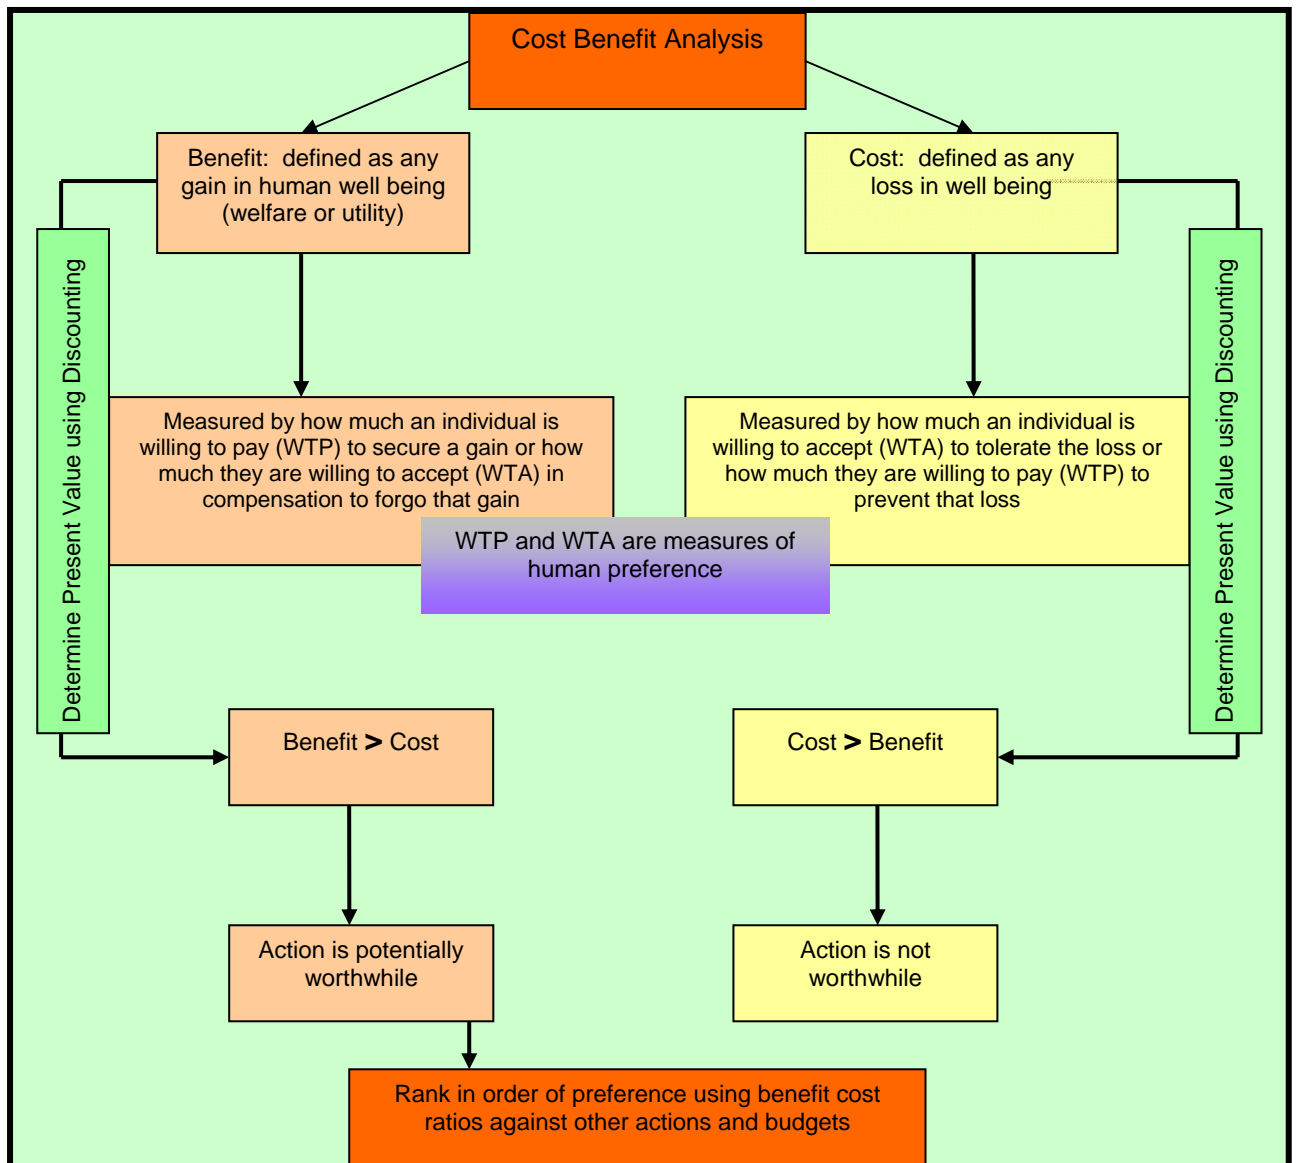 Cost Benefit Analysis
Benefit: defined as any
gain in human well being
(welfare or utility)
Cost: defined as any
loss in well being
Determine Present Value using Discounting
Determine Present Value using Discounting
Measured by how much an individual is
willing to pay (WTP) to secure a gain or how
much they are willing to accept (WTA) in
compensation to forgo that gain
Measured by how much an individual is
willing to accept (WTA) to tolerate the loss or
how much they are willing to pay (WTP) to
prevent that loss
WTP and WTA are measures of
human preference
Benefit > Cost
Cost > Benefit
Action is potentially
worthwhile
Action is not
worthwhile
Rank in order of preference using benefit cost
ratios against other actions and budgets